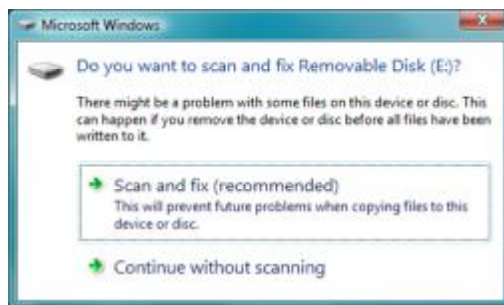 Microsoft Windows
Do you want to scan and fix Removable Disk (E:)?
There might be a problem with some files on this device or disc. This
can happen if you remove the device or disc before all files have been
written to it.
Scan and fix (recommended)
This will prevent future problems when copying files to this
device or disc.
Continue without scanning